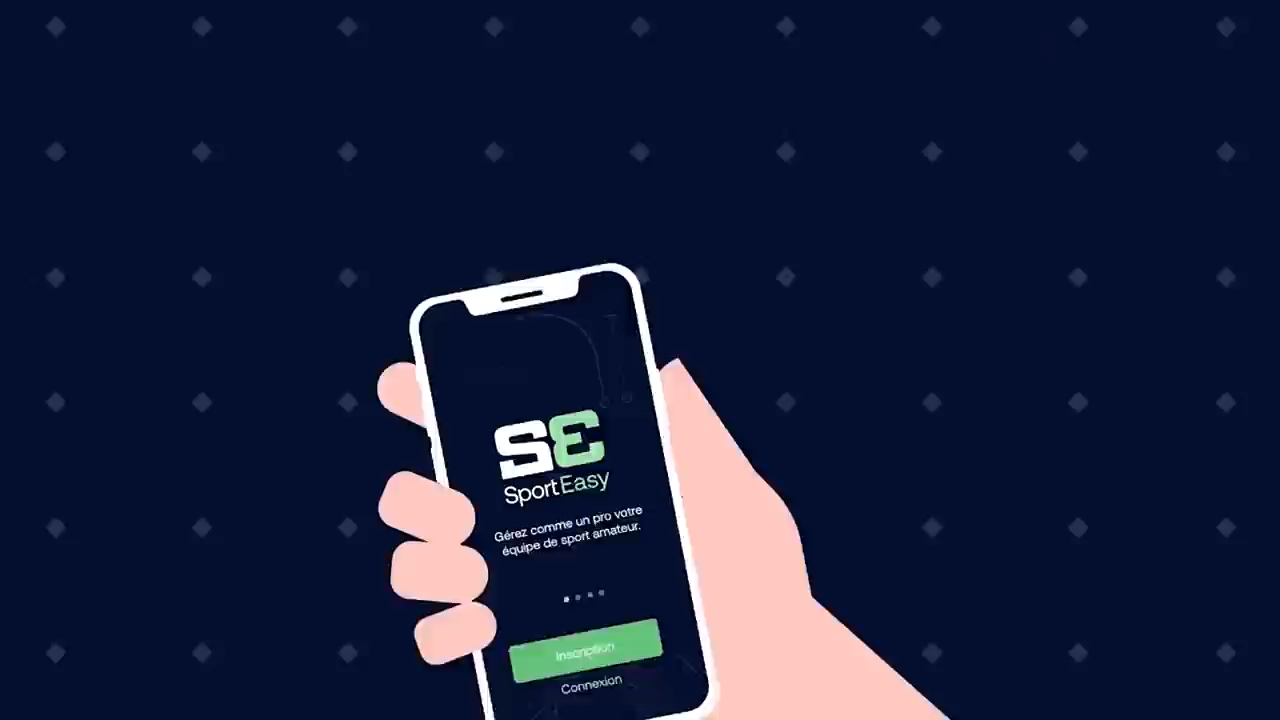 SE
SportEasy
Gérez comme un pro votre
équipe de sport amateur.
Inscription
Connexion